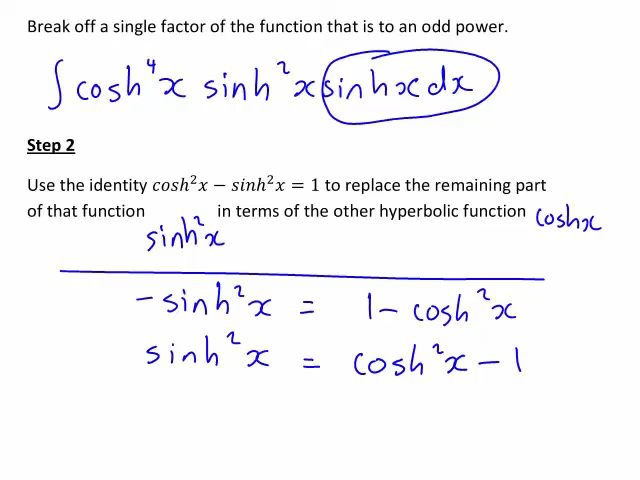 Break off a single factor of the function that is to an odd power.
∫ cosh⁴x sinh²x sinhx dx
Step 2
Use the identity cosh²x − sinh²x = 1 to replace the remaining part
of that function sinh²x in terms of the other hyperbolic function coshx
−sinh²x = 1 − cosh²x
sinh²x = cosh²x − 1